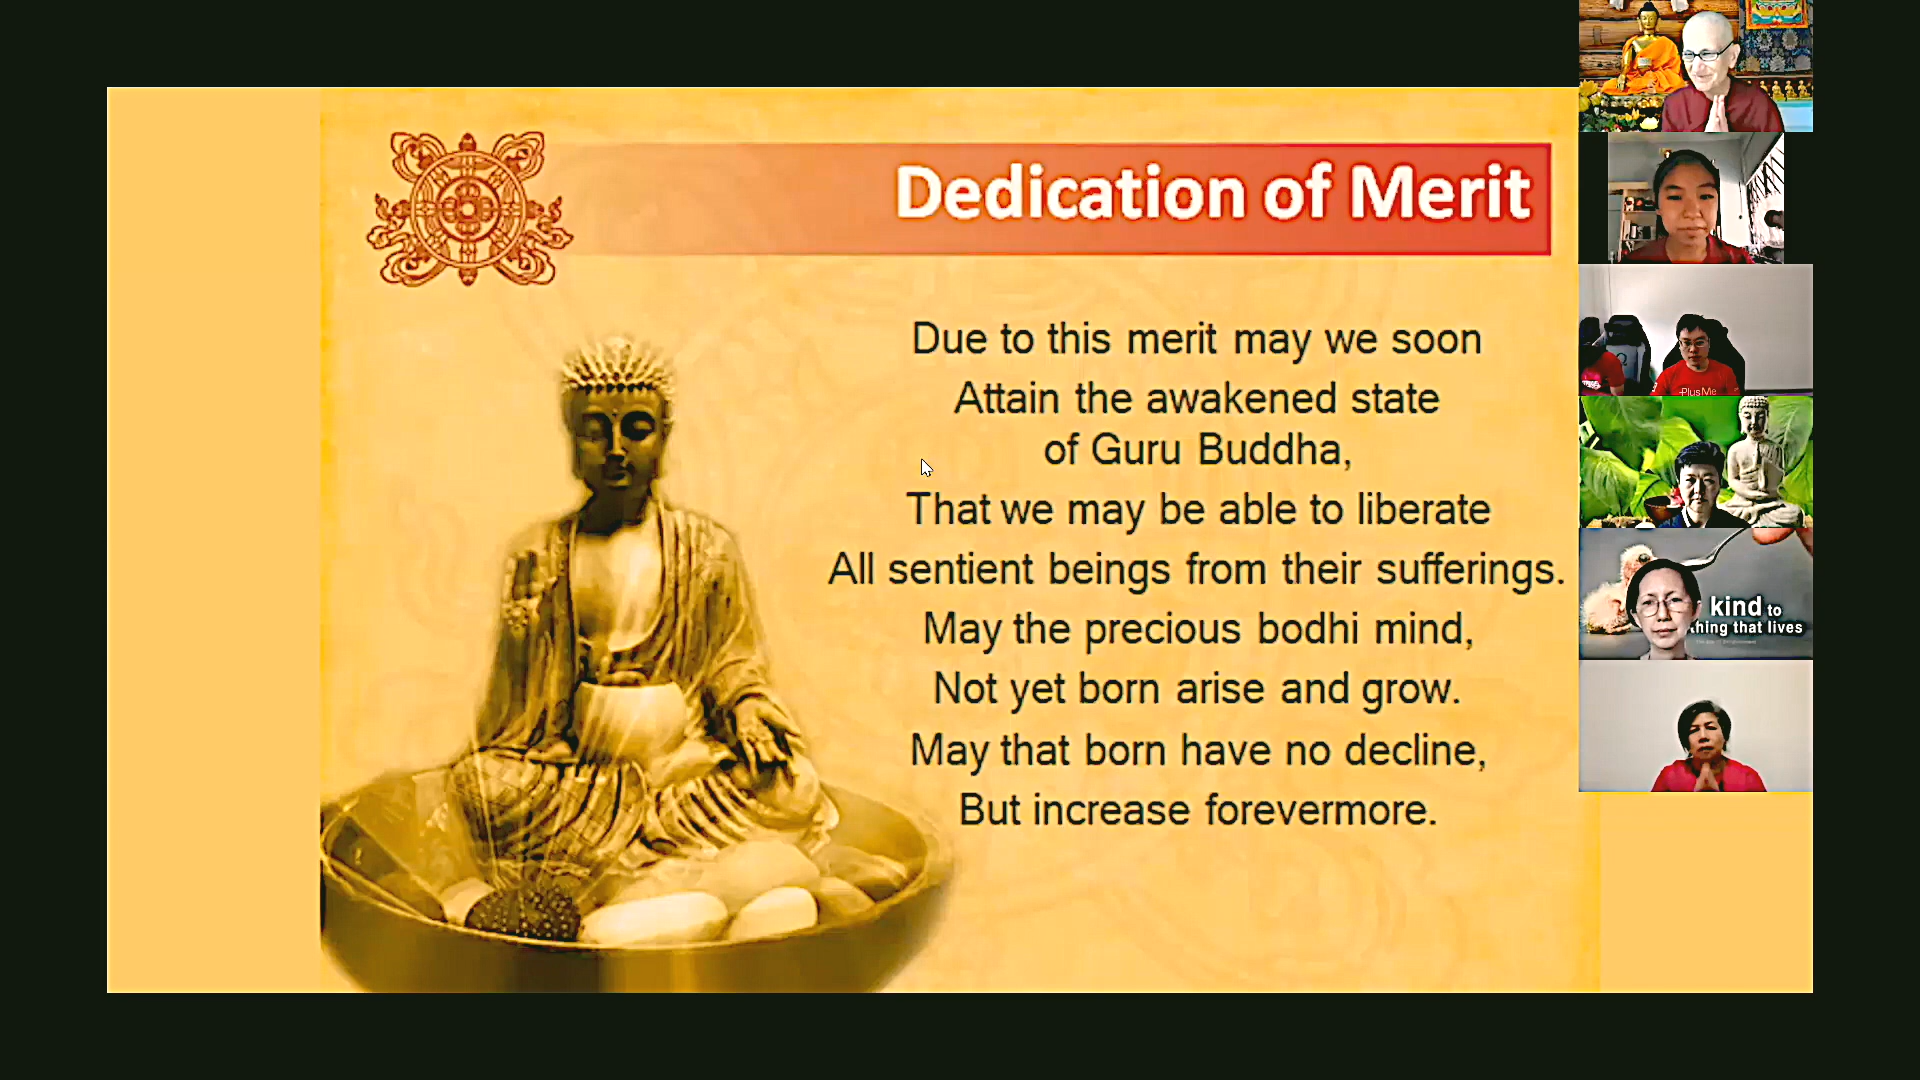 Dedication of Merit
Due to this merit may we soon
Attain the awakened state
of Guru Buddha,
That we may be able to liberate
All sentient beings from their sufferings.
May the precious bodhi mind,
Not yet born arise and grow.
May that born have no decline,
But increase forevermore.
PlusMe
kind to
thing that lives